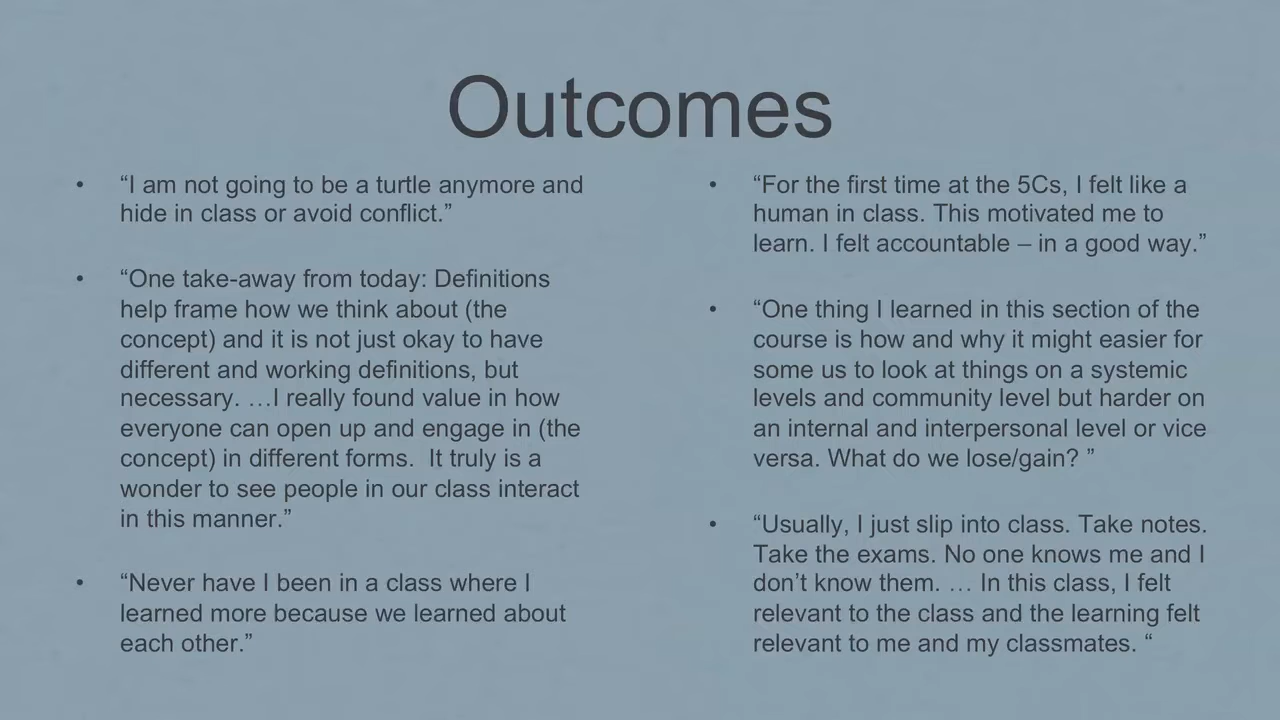 Outcomes
• “I am not going to be a turtle anymore and
hide in class or avoid conflict.”
• “One take-away from today: Definitions
help frame how we think about (the
concept) and it is not just okay to have
different and working definitions, but
necessary. …I really found value in how
everyone can open up and engage in (the
concept) in different forms.  It truly is a
wonder to see people in our class interact
in this manner.”
• “Never have I been in a class where I
learned more because we learned about
each other.”
• “For the first time at the 5Cs, I felt like a
human in class. This motivated me to
learn. I felt accountable – in a good way.”
• “One thing I learned in this section of the
course is how and why it might easier for
some us to look at things on a systemic
levels and community level but harder on
an internal and interpersonal level or vice
versa. What do we lose/gain? ”
• “Usually, I just slip into class. Take notes.
Take the exams. No one knows me and I
don’t know them. … In this class, I felt
relevant to the class and the learning felt
relevant to me and my classmates. “